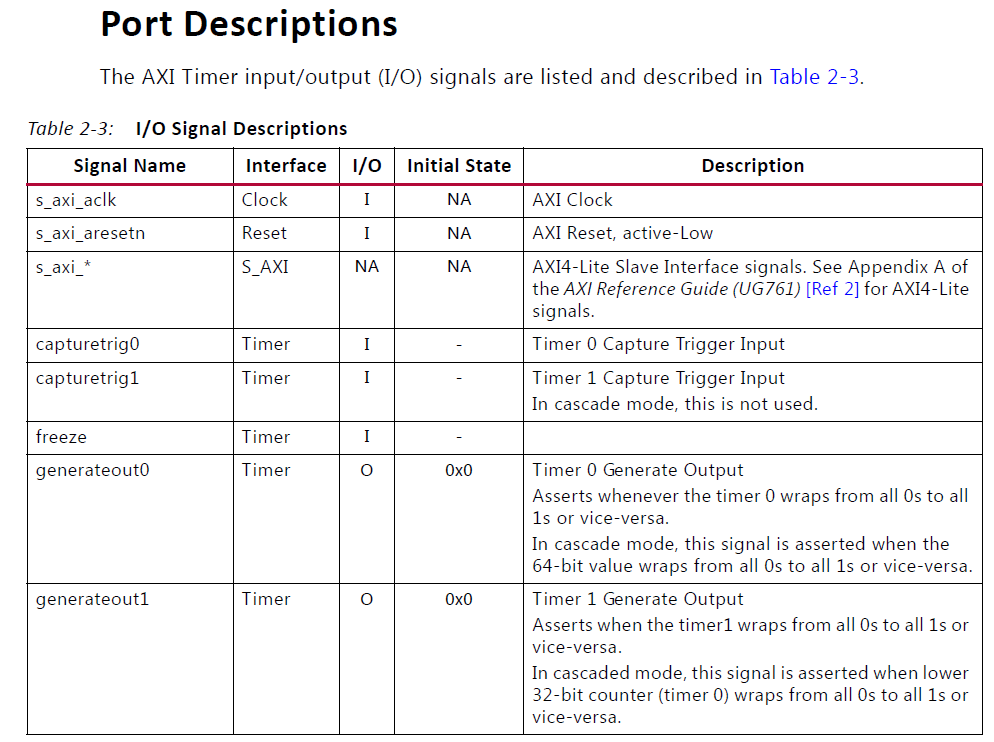 Port Descriptions
The AXI Timer input/output (I/O) signals are listed and described in Table 2-3.
Table 2-3: I/O Signal Descriptions
Signal Name Interface I/O Initial State Description
s_axi_aclk Clock I NA AXI Clock
s_axi_aresetn Reset I NA AXI Reset, active-Low
s_axi_* S_AXI NA NA AXI4-Lite Slave Interface signals. See Appendix A of
the AXI Reference Guide (UG761) [Ref 2] for AXI4-Lite
signals.
capturetrig0 Timer I - Timer 0 Capture Trigger Input
capturetrig1 Timer I - Timer 1 Capture Trigger Input
In cascade mode, this is not used.
freeze Timer I -
generateout0 Timer O 0x0 Timer 0 Generate Output
Asserts whenever the timer 0 wraps from all 0s to all
1s or vice-versa.
In cascade mode, this signal is asserted when the
64-bit value wraps from all 0s to all 1s or vice-versa.
generateout1 Timer O 0x0 Timer 1 Generate Output
Asserts when the timer1 wraps from all 0s to all 1s or
vice-versa.
In cascaded mode, this signal is asserted when lower
32-bit counter (timer 0) wraps from all 0s to all 1s or
vice-versa.